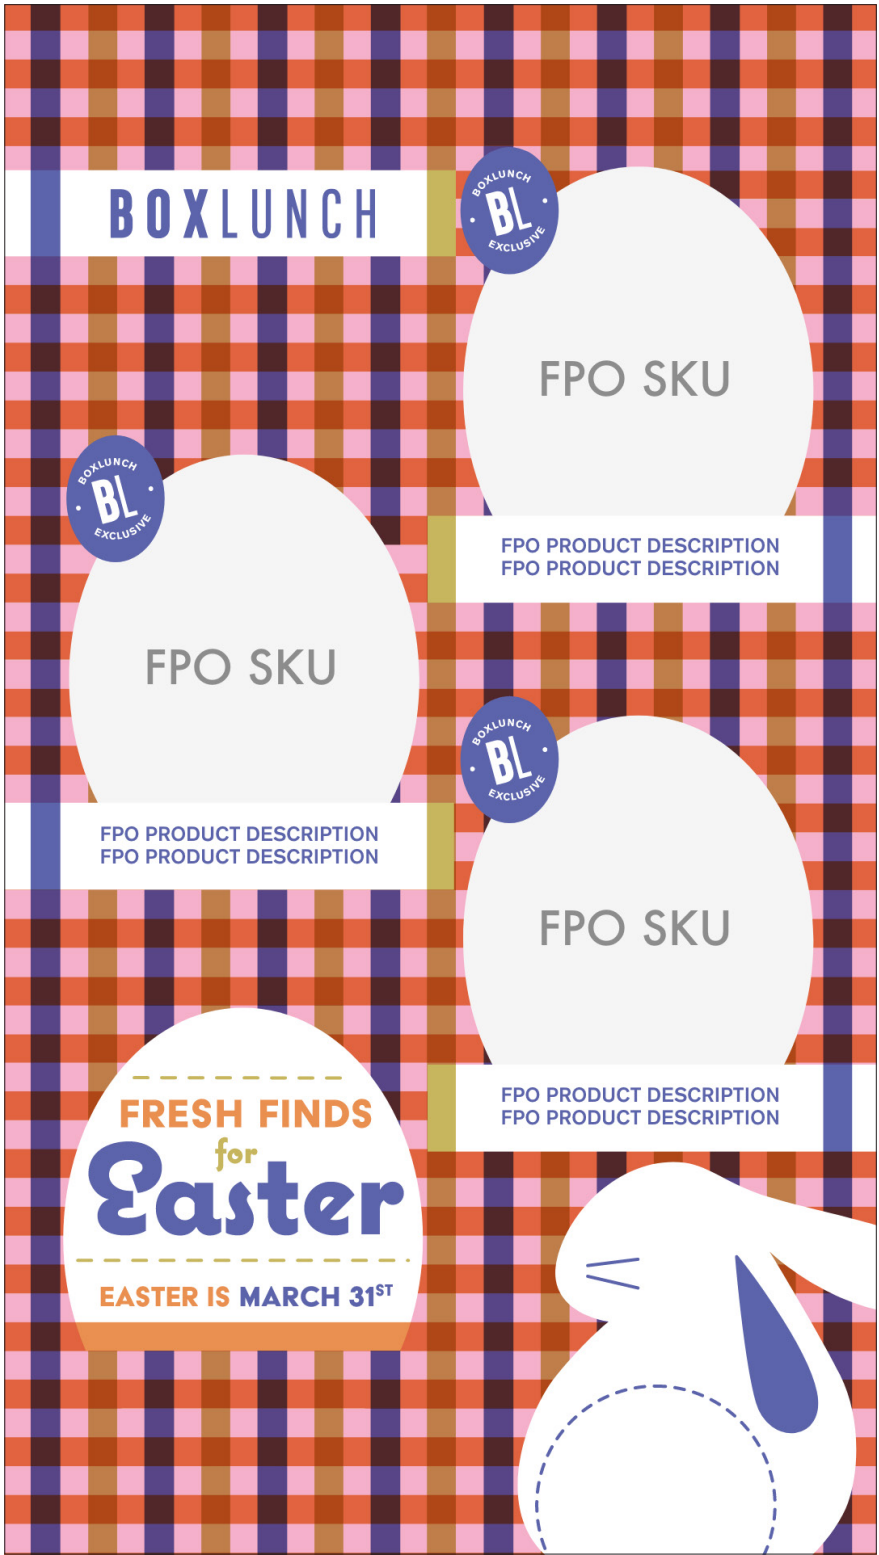 BOXLUNCH
BOXLUNCH
BL
EXCLUSIVE
FPO SKU
FPO PRODUCT DESCRIPTION
FPO PRODUCT DESCRIPTION
BOXLUNCH
BL
EXCLUSIVE
FPO SKU
FPO PRODUCT DESCRIPTION
FPO PRODUCT DESCRIPTION
BOXLUNCH
BL
EXCLUSIVE
FPO SKU
FPO PRODUCT DESCRIPTION
FPO PRODUCT DESCRIPTION
FRESH FINDS
for
Easter
EASTER IS MARCH 31ST